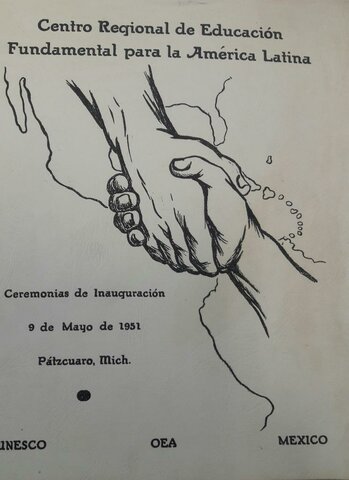 Centro Regional de Educación
Fundamental para la América Latina
Ceremonias de Inauguración
9 de Mayo de 1951
Pátzcuaro, Mich.
UNESCO OEA MEXICO